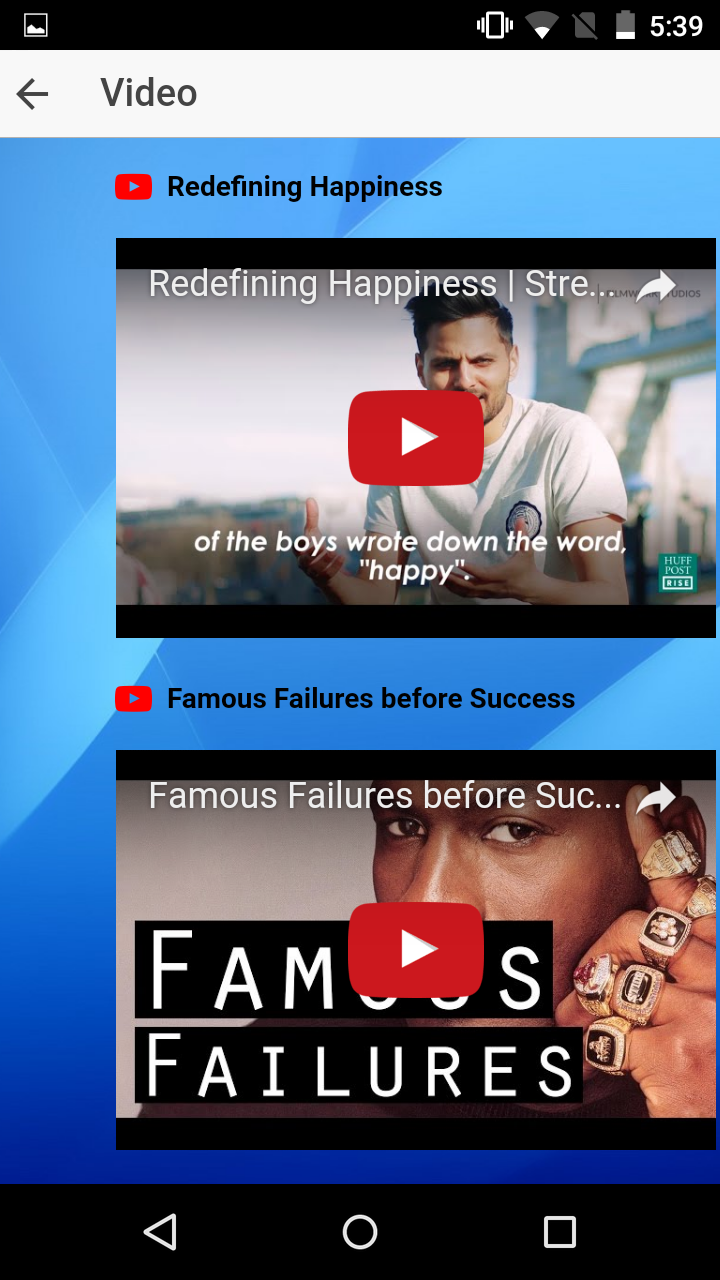 5:39
Video
Redefining Happiness
Redefining Happiness | Stre...
of the boys wrote down the word,
"happy".
HUFF
POST
RISE
Famous Failures before Success
Famous Failures before Suc...
FAMOUS
FAILURES